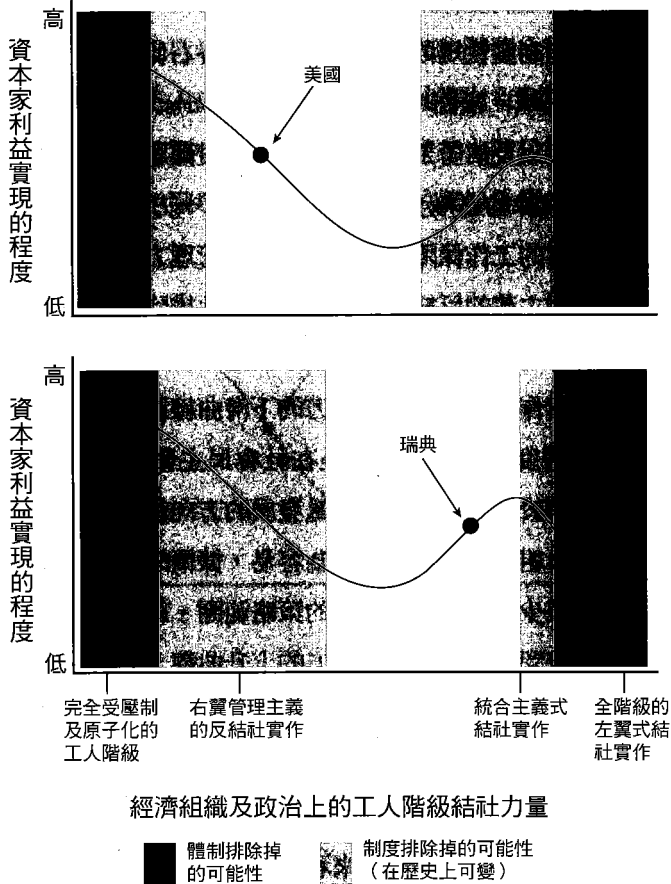 高
資本家利益實現的程度
低
美國
高
資本家利益實現的程度
低
瑞典
完全受壓制
及原子化的
工人階級
右翼管理主義
的反結社實作
統合主義式
結社實作
全階級的
左翼式結
社實作
經濟組織及政治上的工人階級結社力量
體制排除掉
的可能性
制度排除掉的可能性
(在歷史上可變)